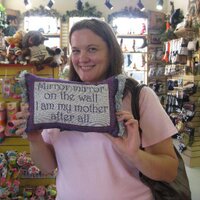 Mirror mirror
on the wall
I am my mother
after all.